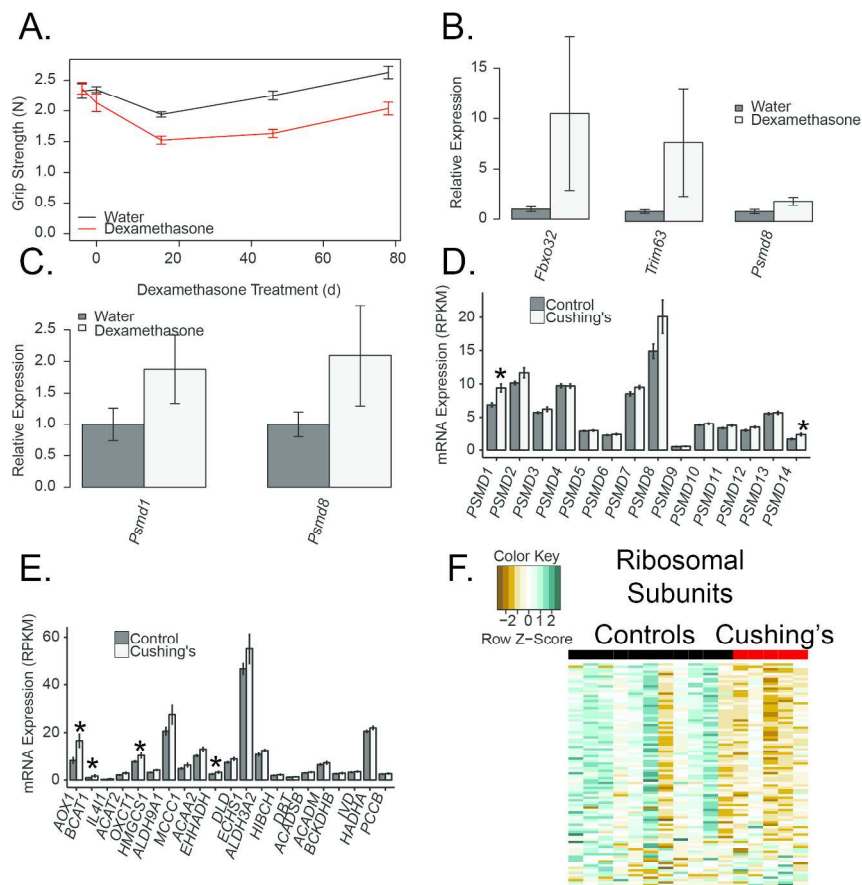 A.
Grip Strength (N)
2.5
2.0
1.5
1.0
0.5
0.0
Water
Dexamethasone
0
20
40
60
80
Dexamethasone Treatment (d)
B.
Relative Expression
15
10
5
0
Water
Dexamethasone
Fbxo32
Trim63
Psmd8
C.
Relative Expression
2.5
2.0
1.5
1.0
0.5
0.0
Water
Dexamethasone
Psmd1
Psmd8
D.
mRNA Expression (RPKM)
20
15
10
5
0
Control
Cushing's
*
*
PSMD1
PSMD2
PSMD3
PSMD4
PSMD5
PSMD6
PSMD7
PSMD8
PSMD9
PSMD10
PSMD11
PSMD12
PSMD13
PSMD14
E.
mRNA Expression (RPKM)
60
40
20
0
Control
Cushing's
*
*
*
*
AOX1
BCAT1
IL4I1
ACAT2
OXCT1
HMGCS1
ALDH9A1
MCCC1
ACAA2
EHHADH
DLD
ECHS1
ALDH3A2
HIBCH
DBT
ACADSB
ACADM
BCKDHB
IVD
HADHA
PCCB
F.
Color Key
-2 0 1 2
Row Z-Score
Ribosomal
Subunits
Controls
Cushing's